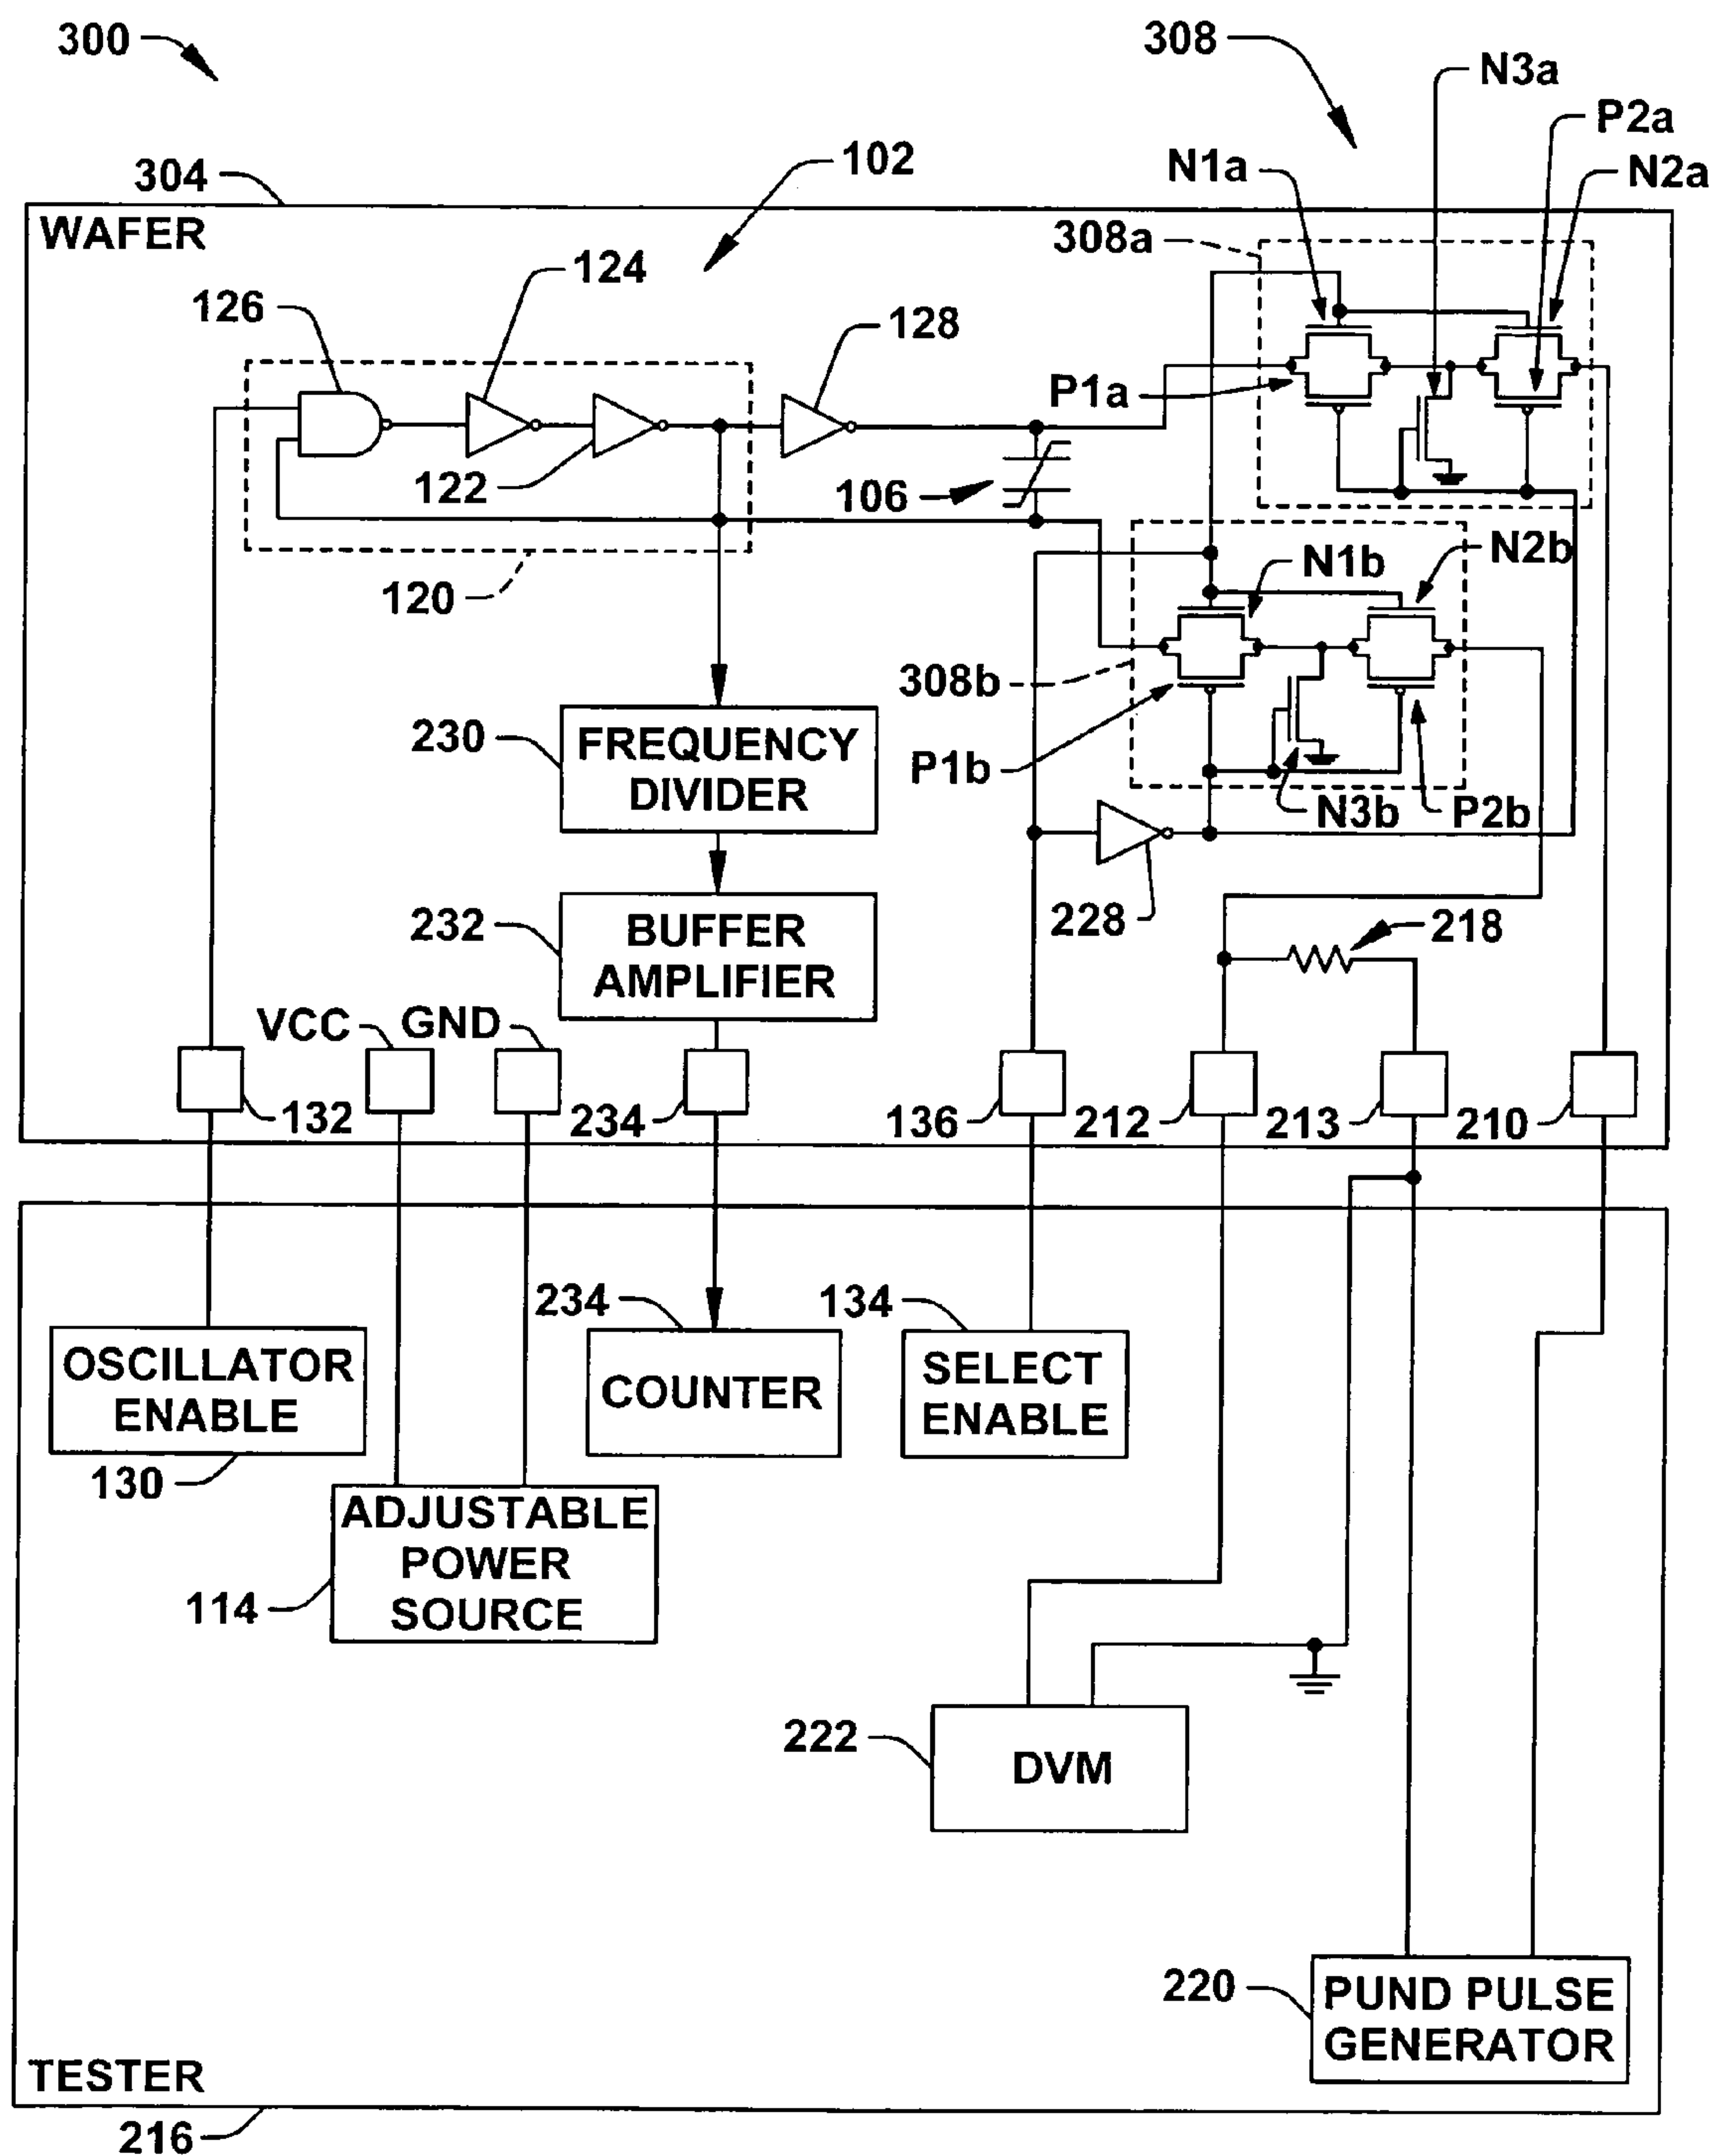 300
308
N3a
P2a
N1a
N2a
102
304
WAFER
308a
124
126
128
P1a
122
106
120
N1b
N2b
308b
P1b
N3b
P2b
230
FREQUENCY
DIVIDER
228
218
232
BUFFER
AMPLIFIER
VCC
GND
132
234
136
212
213
210
234
134
OSCILLATOR
ENABLE
COUNTER
SELECT
ENABLE
130
ADJUSTABLE
POWER
SOURCE
114
222
DVM
220
PUND PULSE
GENERATOR
TESTER
216